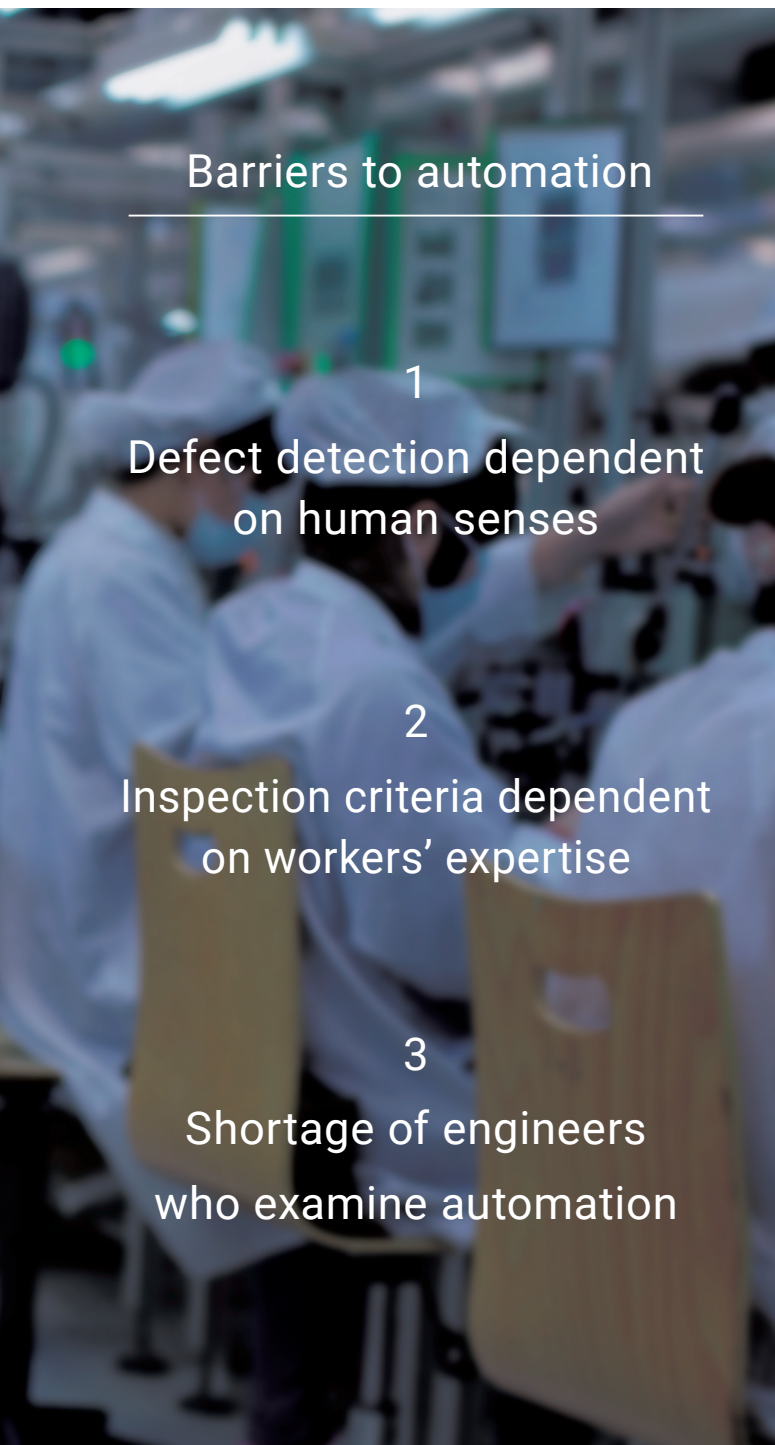 Barriers to automation
1
Defect detection dependent
on human senses
2
Inspection criteria dependent
on workers’ expertise
3
Shortage of engineers
who examine automation